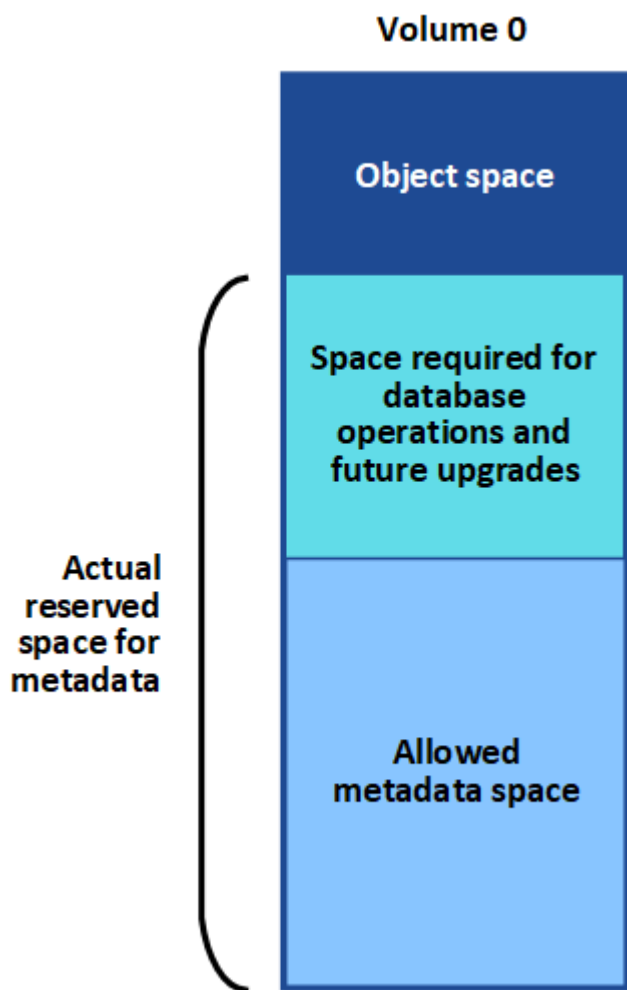 Volume 0
Object space
Space required for
database
operations and
future upgrades
Actual
reserved
space for
metadata
Allowed
metadata space